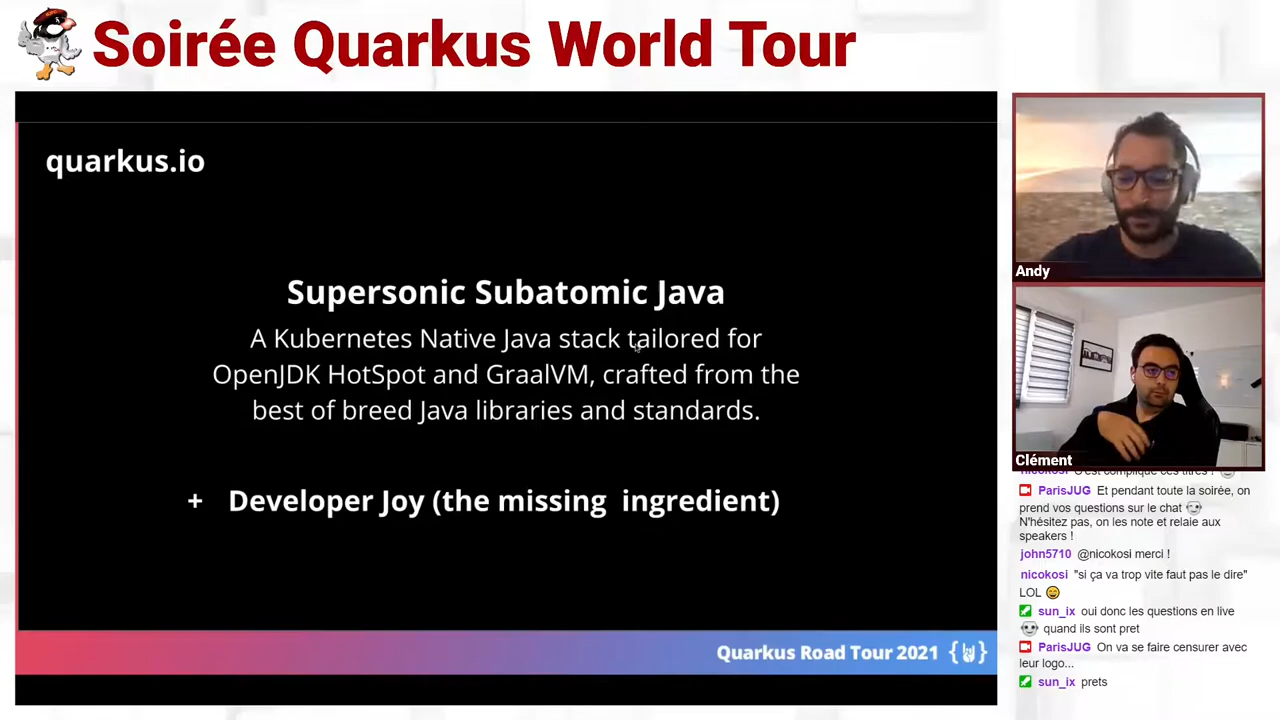 Soirée Quarkus World Tour
quarkus.io
Supersonic Subatomic Java
A Kubernetes Native Java stack tailored for
OpenJDK HotSpot and GraalVM, crafted from the
best of breed Java libraries and standards.
+ Developer Joy (the missing ingredient)
Quarkus Road Tour 2021
Andy
Clément
nicokosi C'est compliqué ces titres !
ParisJUG Et pendant toute la soirée, on
prend vos questions sur le chat
N'hésitez pas, on les note et relaie aux
speakers !
john5710 @nicokosi merci !
nicokosi "si ça va trop vite faut pas le dire"
LOL
sun_ix oui donc les questions en live
quand ils sont pret
ParisJUG On va se faire censurer avec
leur logo...
sun_ix prets